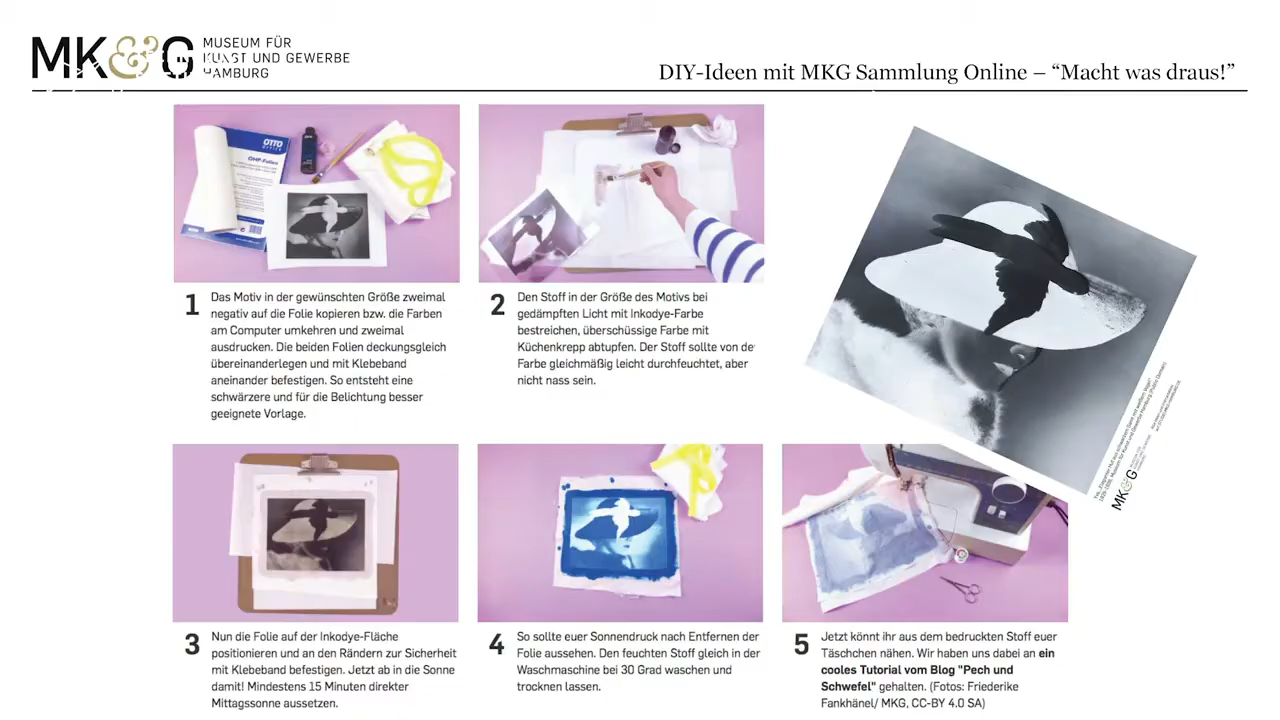 MK&G
MUSEUM FÜR
KUNST UND GEWERBE
HAMBURG
DIY-Ideen mit MKG Sammlung Online – “Macht was draus!”
OTTO
OFFICE
OHP-Folien
1
Das Motiv in der gewünschten Größe zweimal
negativ auf die Folie kopieren bzw. die Farben
am Computer umkehren und zweimal
ausdrucken. Die beiden Folien deckungsgleich
übereinanderlegen und mit Klebeband
aneinander befestigen. So entsteht eine
schwärzere und für die Belichtung besser
geeignete Vorlage.
2
Den Stoff in der Größe des Motivs bei
gedämpften Licht mit Inkodye-Farbe
bestreichen, überschüssige Farbe mit
Küchenkrepp abtupfen. Der Stoff sollte von de
Farbe gleichmäßig leicht durchfeuchtet, aber
nicht nass sein.
MK&G
3
Nun die Folie auf der Inkodye-Fläche
positionieren und an den Rändern zur Sicherheit
mit Klebeband befestigen. Jetzt ab in die Sonne
damit! Mindestens 15 Minuten direkter
Mittagssonne aussetzen.
4
So sollte euer Sonnendruck nach Entfernen der
Folie aussehen. Den feuchten Stoff gleich in der
Waschmaschine bei 30 Grad waschen und
trocknen lassen.
5
Jetzt könnt ihr aus dem bedruckten Stoff euer
Täschchen nähen. Wir haben uns dabei an ein
cooles Tutorial vom Blog "Pech und
Schwefel" gehalten. (Fotos: Friederike
Fankhänel/ MKG, CC-BY 4.0 SA)